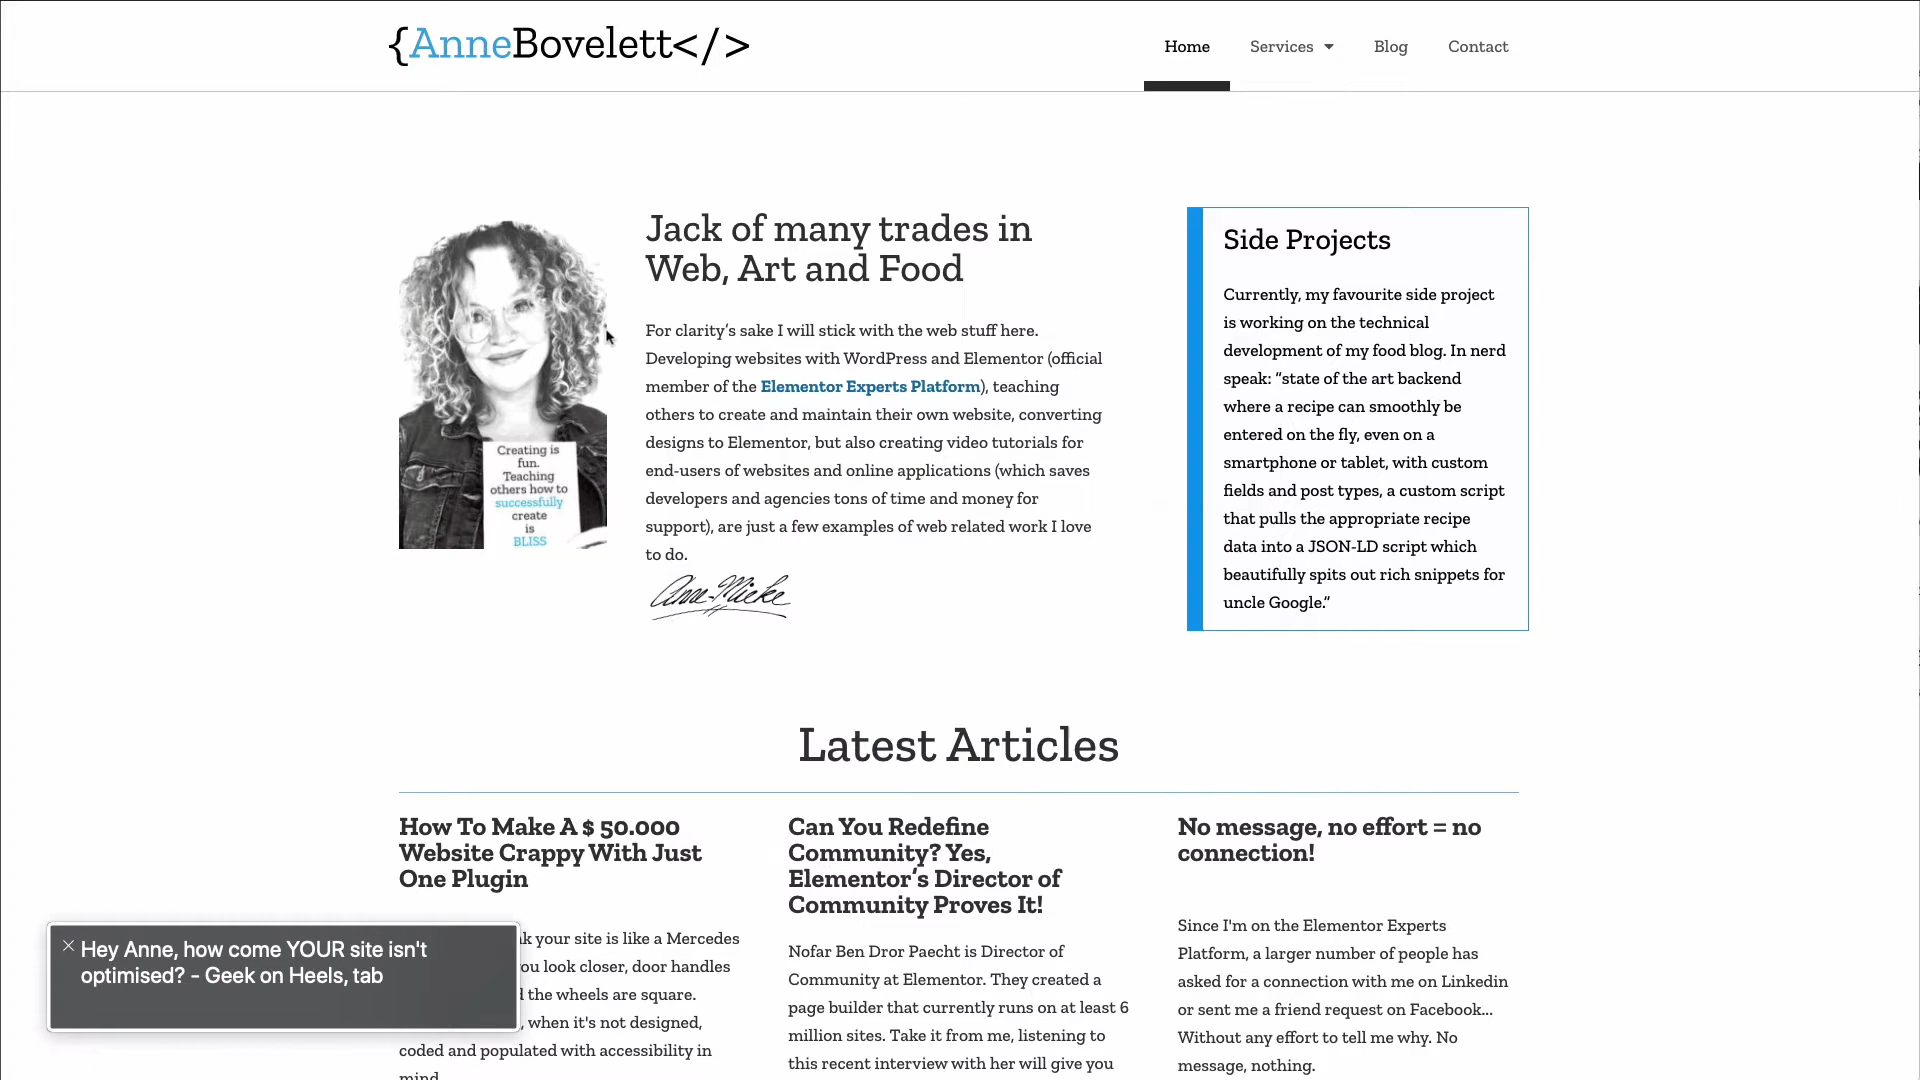 {AnneBovelett</>
Home
Services
Blog
Contact
Creating is
fun.
Teaching
others how to
successfully
create
is
BLISS
Jack of many trades in
Web, Art and Food
For clarity’s sake I will stick with the web stuff here.
Developing websites with WordPress and Elementor (official
member of the Elementor Experts Platform), teaching
others to create and maintain their own website, converting
designs to Elementor, but also creating video tutorials for
end-users of websites and online applications (which saves
developers and agencies tons of time and money for
support), are just a few examples of web related work I love
to do.
Anne-Mieke
Side Projects
Currently, my favourite side project
is working on the technical
development of my food blog. In nerd
speak: “state of the art backend
where a recipe can smoothly be
entered on the fly, even on a
smartphone or tablet, with custom
fields and post types, a custom script
that pulls the appropriate recipe
data into a JSON-LD script which
beautifully spits out rich snippets for
uncle Google.”
Latest Articles
How To Make A $ 50.000
Website Crappy With Just
One Plugin
your site is like a Mercedes
you look closer, door handles
the wheels are square.
, when it's not designed,
coded and populated with accessibility in
mind
Can You Redefine
Community? Yes,
Elementor’s Director of
Community Proves It!
Nofar Ben Dror Paecht is Director of
Community at Elementor. They created a
page builder that currently runs on at least 6
million sites. Take it from me, listening to
this recent interview with her will give you
No message, no effort = no
connection!
Since I'm on the Elementor Experts
Platform, a larger number of people has
asked for a connection with me on Linkedin
or sent me a friend request on Facebook...
Without any effort to tell me why. No
message, nothing.
Hey Anne, how come YOUR site isn't
optimised? - Geek on Heels, tab